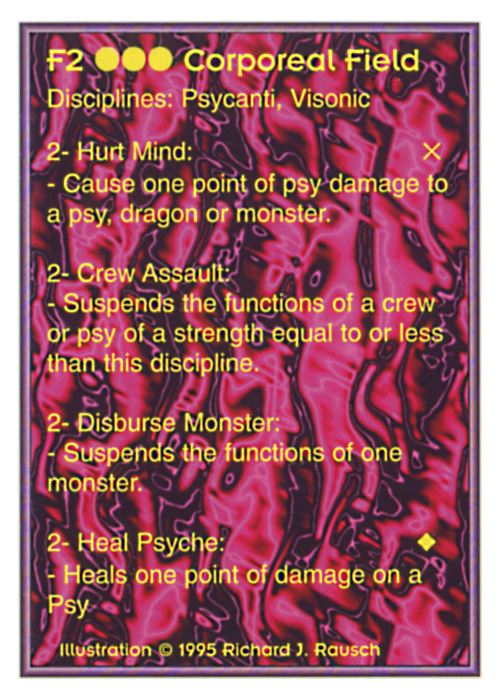 F2 ●●● Corporeal Field
Disciplines: Psycanti, Visonic
2- Hurt Mind: ×
- Cause one point of psy damage to
a psy, dragon or monster.
2- Crew Assault:
- Suspends the functions of a crew
or psy of a strength equal to or less
than this discipline.
2- Disburse Monster:
- Suspends the functions of one
monster.
2- Heal Psyche: ◆
- Heals one point of damage on a
Psy
Illustration © 1995 Richard J. Rausch